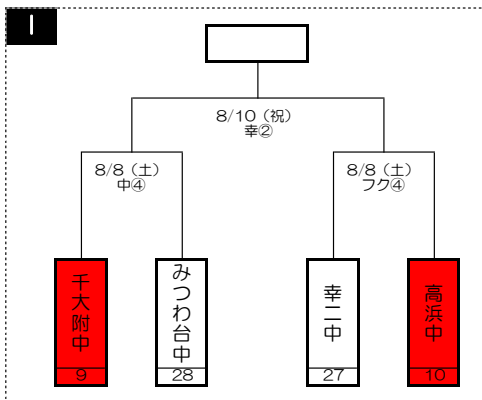 I
8/10（祝）
幸②
8/8（土）
中④
8/8（土）
フク④
千大附中
9
みつわ台中
28
幸二中
27
高浜中
10